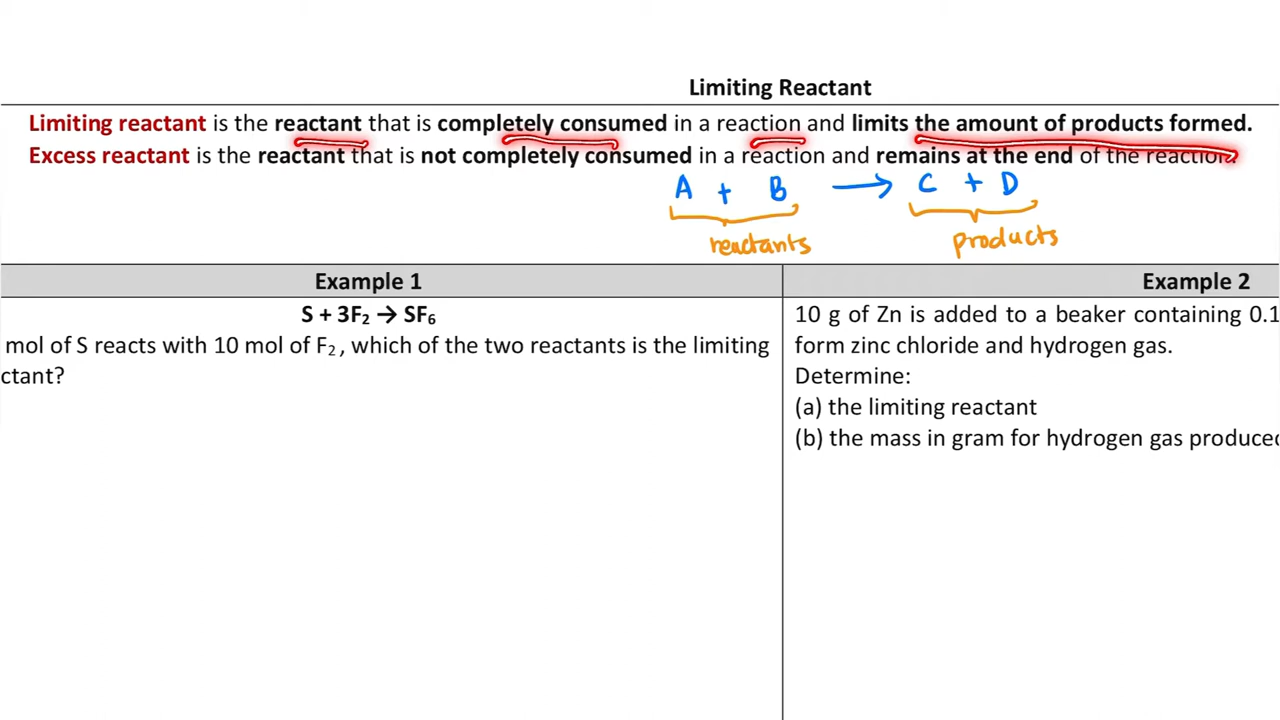 Limiting Reactant
Limiting reactant is the reactant that is completely consumed in a reaction and limits the amount of products formed.
Excess reactant is the reactant that is not completely consumed in a reaction and remains at the end of the reaction.
A + B → C + D
reactants products
Example 1
S + 3F₂ → SF₆
mol of S reacts with 10 mol of F₂, which of the two reactants is the limiting
ctant?
Example 2
10 g of Zn is added to a beaker containing 0.1
form zinc chloride and hydrogen gas.
Determine:
(a) the limiting reactant
(b) the mass in gram for hydrogen gas produced